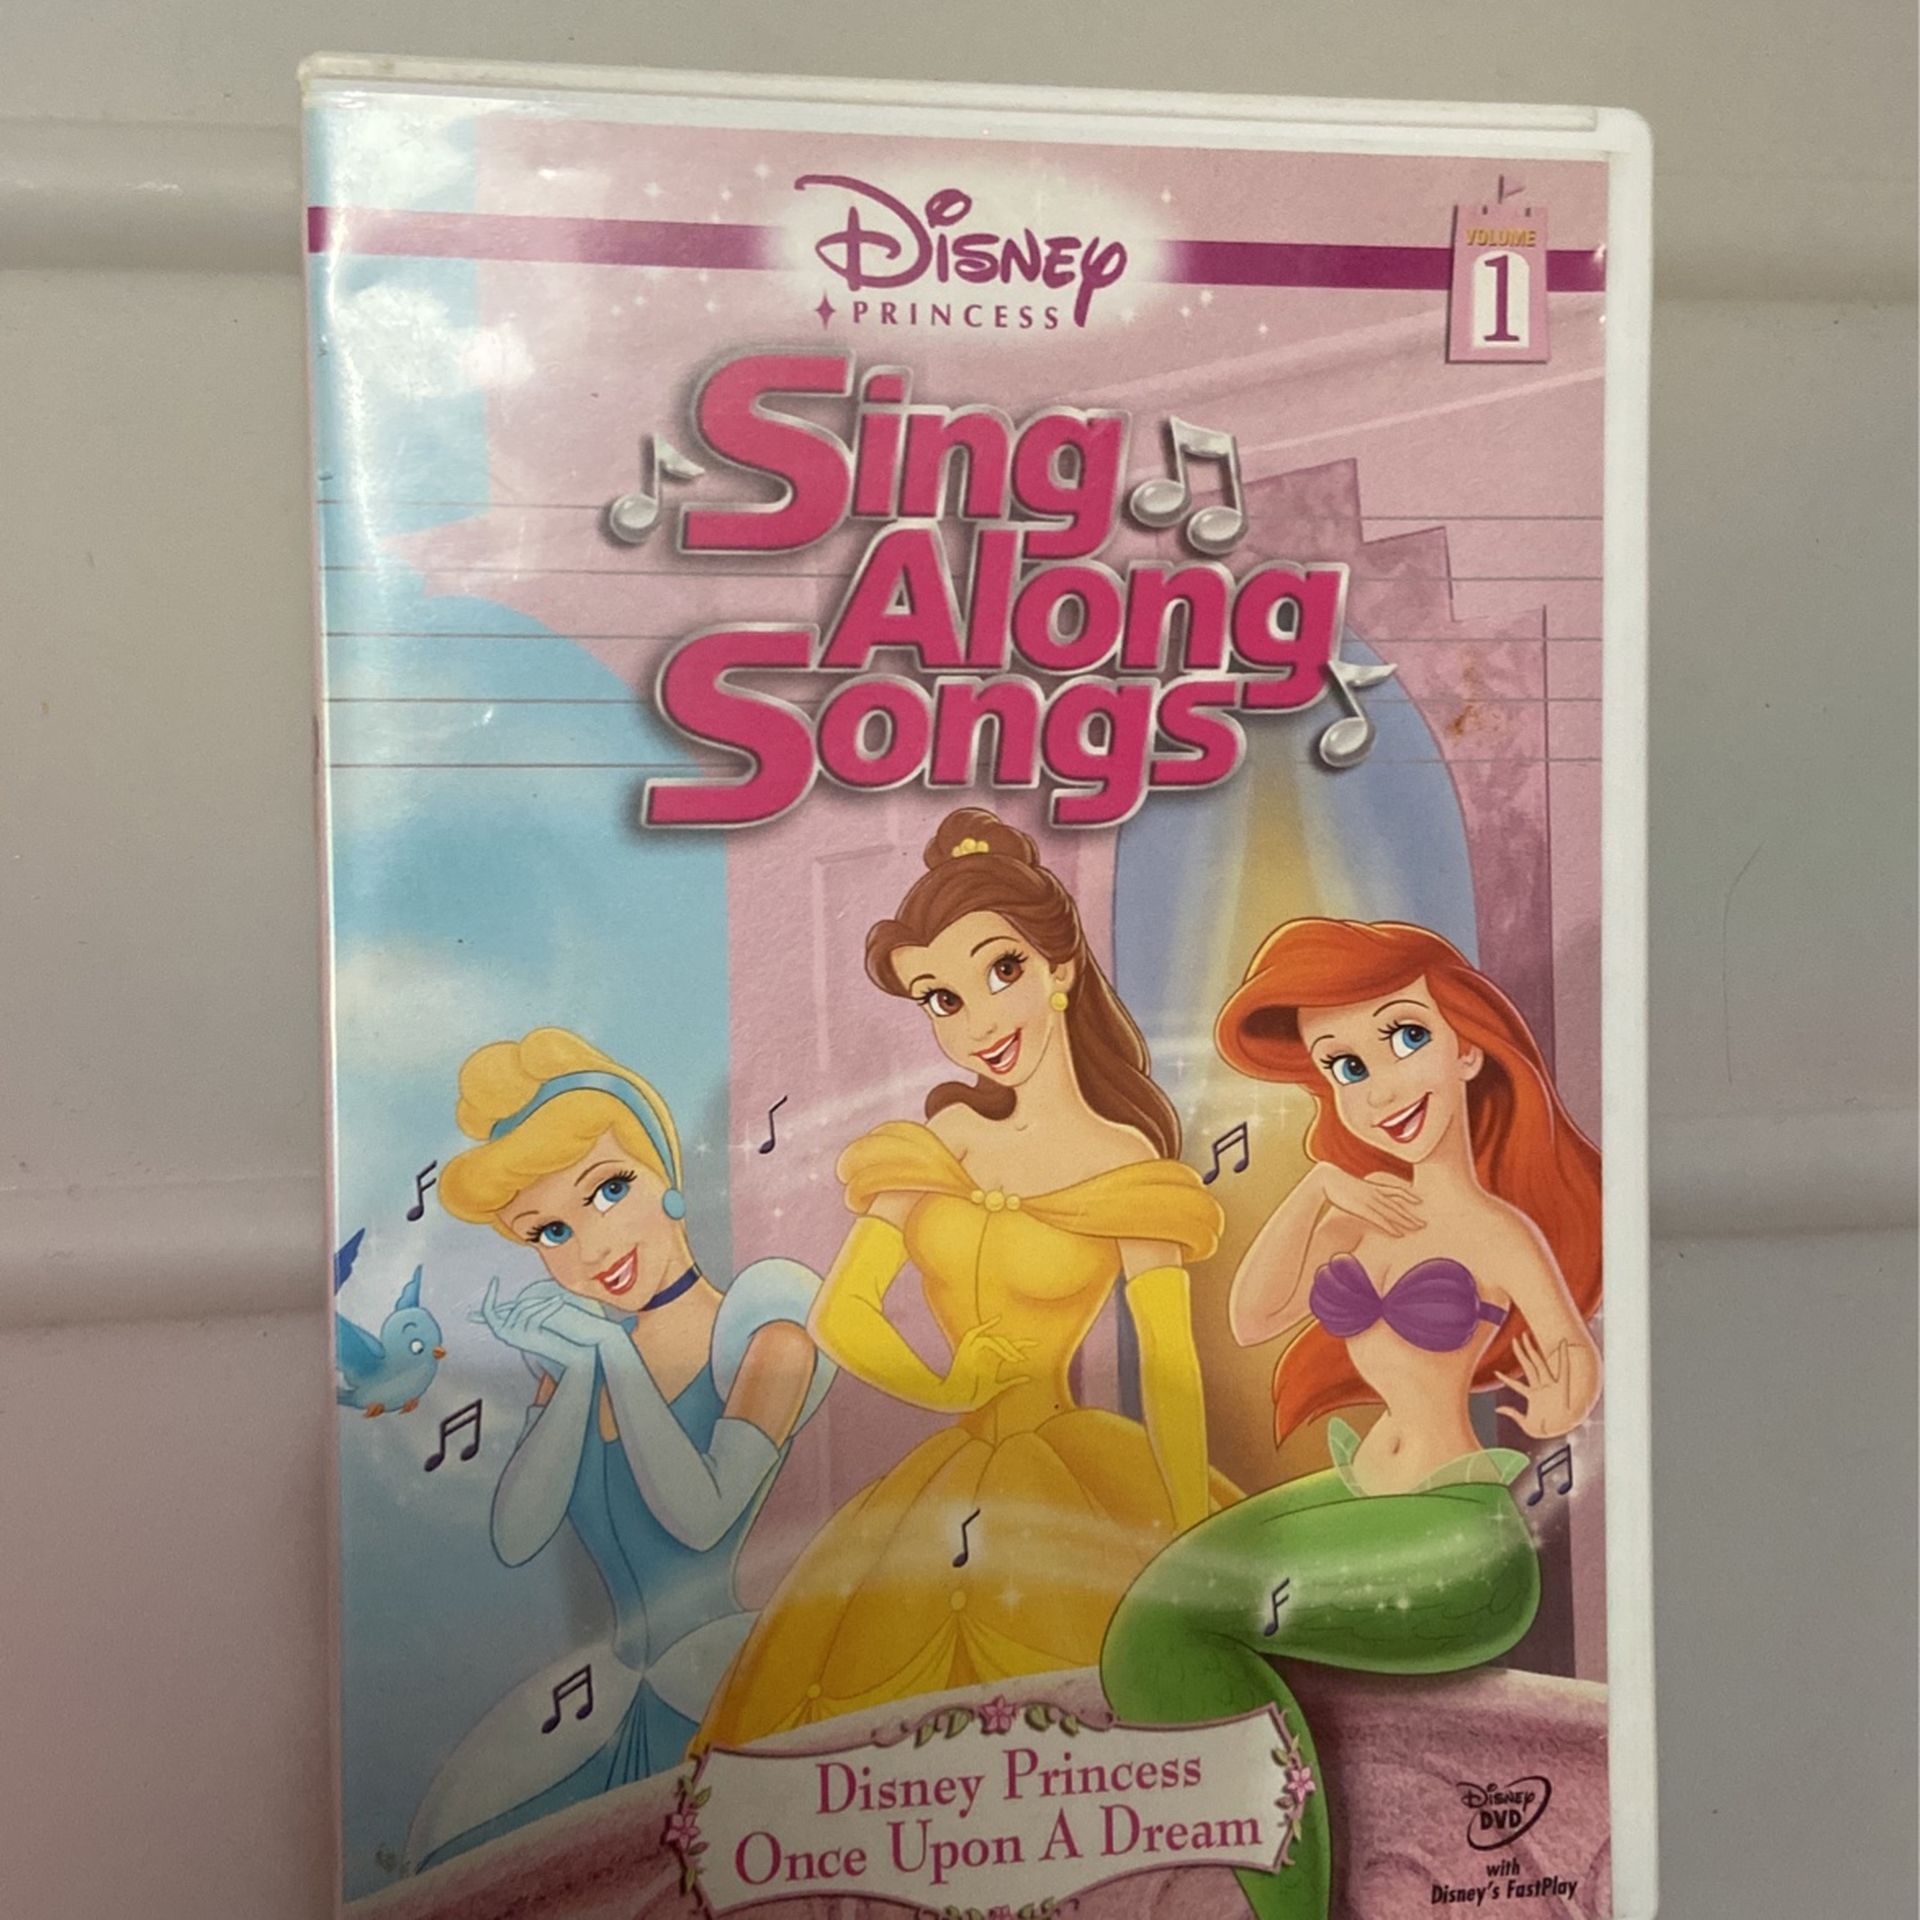 Disney
PRINCESS
VOLUME
1
Sing
Along
Songs
Disney Princess
Once Upon A Dream
Disney
DVD
with
Disney's FastPlay